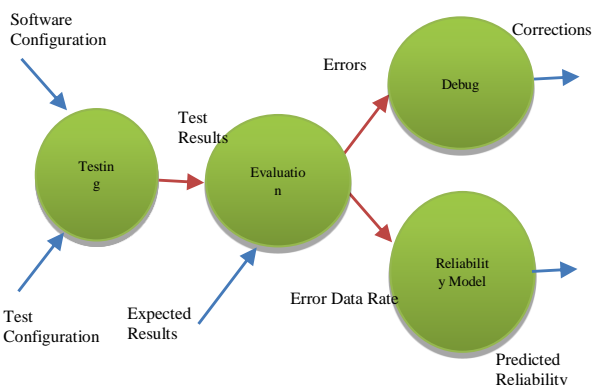 Software
Configuration
Corrections
Errors
Debug
Test
Results
Testin
g
Evaluatio
n
Reliabilit
y Model
Error Data Rate
Test
Configuration
Expected
Results
Predicted
Reliability